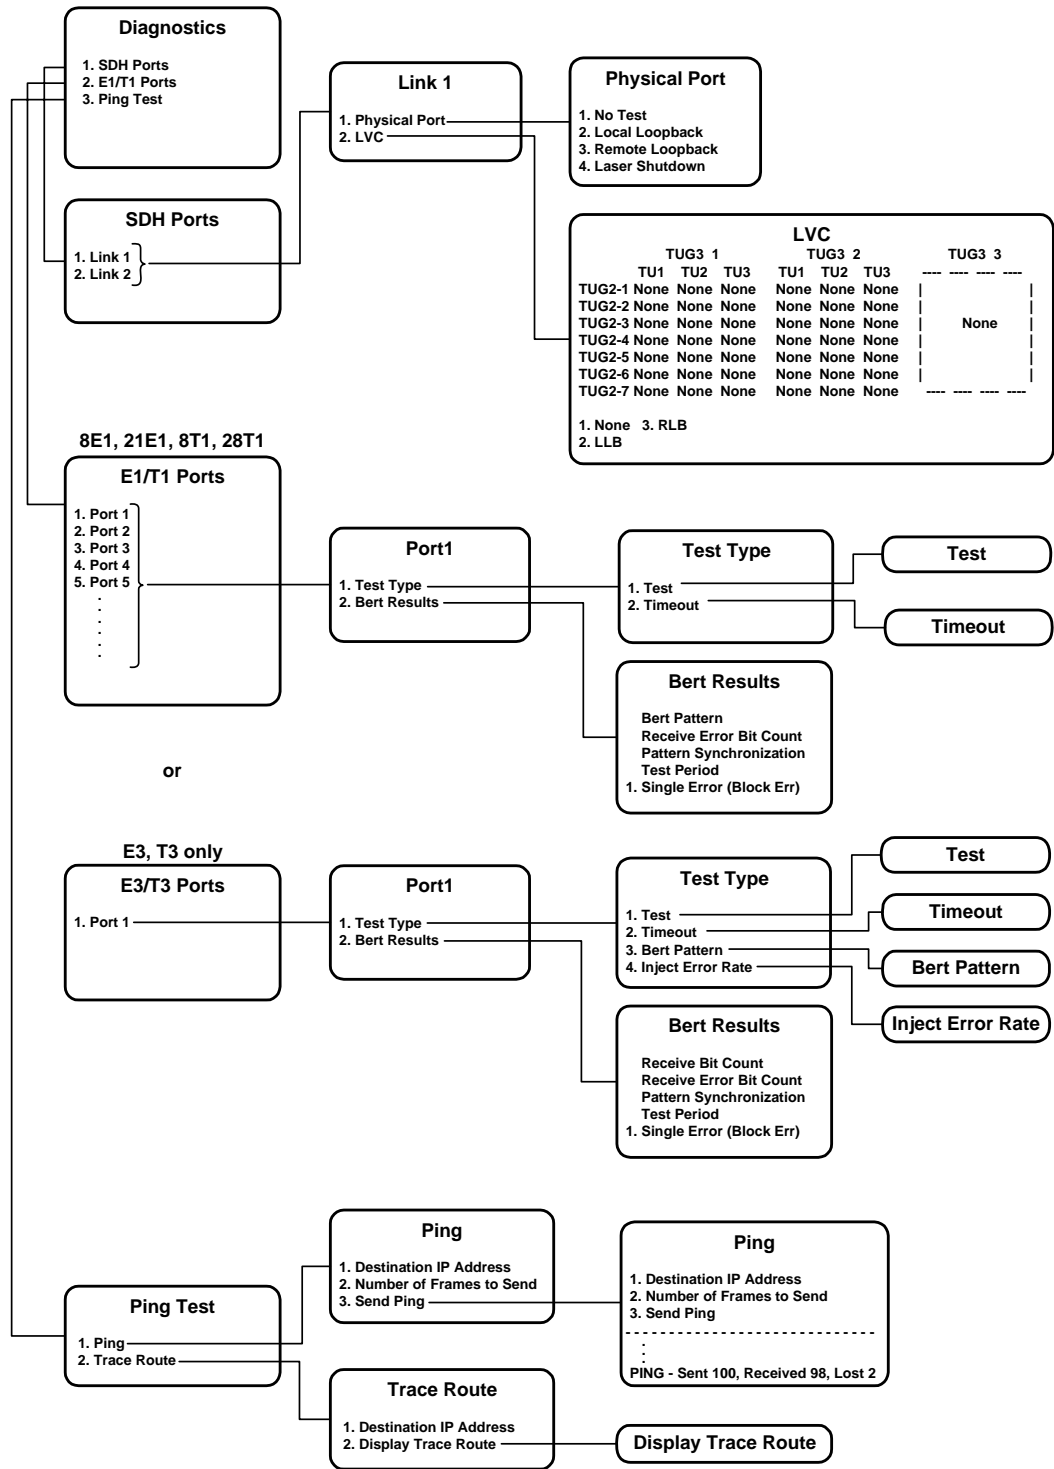 Diagnostics
1. SDH Ports
2. E1/T1 Ports
3. Ping Test
Link 1
1. Physical Port
2. LVC
Physical Port
1. No Test
2. Local Loopback
3. Remote Loopback
4. Laser Shutdown
SDH Ports
1. Link 1
2. Link 2
LVC
TUG3 1 TUG3 2 TUG3 3
TU1 TU2 TU3 TU1 TU2 TU3 ---- ---- ---- ----
TUG2-1 None None None None None None | |
TUG2-2 None None None None None None | |
TUG2-3 None None None None None None | None |
TUG2-4 None None None None None None | |
TUG2-5 None None None None None None | |
TUG2-6 None None None None None None | |
TUG2-7 None None None None None None ---- ---- ---- ----
1. None 3. RLB
2. LLB
8E1, 21E1, 8T1, 28T1
E1/T1 Ports
1. Port 1
2. Port 2
3. Port 3
4. Port 4
5. Port 5
Port1
1. Test Type
2. Bert Results
Test Type
1. Test
2. Timeout
Test
Timeout
Bert Results
Bert Pattern
Receive Error Bit Count
Pattern Synchronization
Test Period
1. Single Error (Block Err)
or
E3, T3 only
E3/T3 Ports
1. Port 1
Port1
1. Test Type
2. Bert Results
Test Type
1. Test
2. Timeout
3. Bert Pattern
4. Inject Error Rate
Test
Timeout
Bert Pattern
Inject Error Rate
Bert Results
Receive Bit Count
Receive Error Bit Count
Pattern Synchronization
Test Period
1. Single Error (Block Err)
Ping Test
1. Ping
2. Trace Route
Ping
1. Destination IP Address
2. Number of Frames to Send
3. Send Ping
Ping
1. Destination IP Address
2. Number of Frames to Send
3. Send Ping
PING - Sent 100, Received 98, Lost 2
Trace Route
1. Destination IP Address
2. Display Trace Route
Display Trace Route